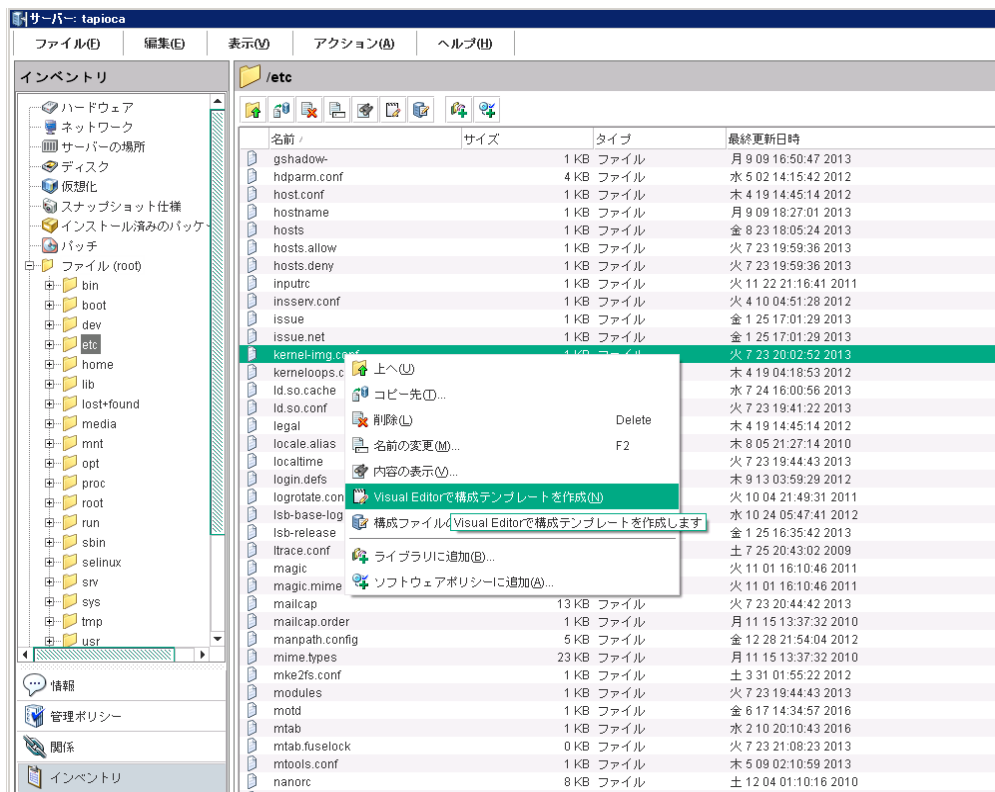 サーバー: tapioca
ファイル(F) 編集(E) 表示(V) アクション(A) ヘルプ(H)
インベントリ
ハードウェア
ネットワーク
サーバーの場所
ディスク
仮想化
スナップショット仕様
インストール済みのパッケ
パッチ
ファイル (root)
bin
boot
dev
etc
home
lib
lost+found
media
mnt
opt
proc
root
run
sbin
selinux
srv
sys
tmp
usr
情報
管理ポリシー
関係
インベントリ
/etc
名前 / サイズ タイプ 最終更新日時
gshadow- 1 KB ファイル 月 9 09 16:50:47 2013
hdparm.conf 4 KB ファイル 水 5 02 14:15:42 2012
host.conf 1 KB ファイル 木 4 19 14:45:14 2012
hostname 1 KB ファイル 月 9 09 18:27:01 2013
hosts 1 KB ファイル 金 8 23 18:05:24 2013
hosts.allow 1 KB ファイル 火 7 23 19:59:36 2013
hosts.deny 1 KB ファイル 火 7 23 19:59:36 2013
inputrc 1 KB ファイル 火 11 22 21:16:41 2011
insserv.conf 1 KB ファイル 火 4 10 04:51:28 2012
issue 1 KB ファイル 金 1 25 17:01:29 2013
issue.net 1 KB ファイル 金 1 25 17:01:29 2013
kernel-img.conf 1 KB ファイル 火 7 23 20:02:52 2013
kerneloops.c 木 4 19 04:18:53 2012
ld.so.cache 水 7 24 16:00:56 2013
ld.so.conf 火 7 23 19:41:22 2013
legal 木 4 19 14:45:14 2012
locale.alias 木 8 05 21:27:14 2010
localtime 火 7 23 19:44:43 2013
login.defs 木 9 13 03:59:29 2012
logrotate.con 火 10 04 21:49:31 2011
lsb-base-log 水 10 24 05:47:41 2012
lsb-release 金 1 25 16:35:42 2013
ltrace.conf 土 7 25 20:43:02 2009
magic 火 11 01 16:10:46 2011
magic.mime 火 11 01 16:10:46 2011
mailcap 13 KB ファイル 火 7 23 20:44:42 2013
mailcap.order 1 KB ファイル 月 11 15 13:37:32 2010
manpath.config 5 KB ファイル 金 12 28 21:54:04 2012
mime.types 23 KB ファイル 月 11 15 13:37:32 2010
mke2fs.conf 1 KB ファイル 土 3 31 01:55:22 2012
modules 1 KB ファイル 火 7 23 19:44:43 2013
motd 1 KB ファイル 金 6 17 14:34:57 2016
mtab 1 KB ファイル 水 2 10 20:10:43 2016
mtab.fuselock 0 KB ファイル 火 7 23 21:08:23 2013
mtools.conf 1 KB ファイル 木 5 09 02:10:59 2013
nanorc 8 KB ファイル 土 12 04 01:10:16 2010
上へ(U)
コピー先(T)...
削除(L) Delete
名前の変更(M)... F2
内容の表示(V)...
Visual Editorで構成テンプレートを作成(N)
構成ファイルの
Visual Editorで構成テンプレートを作成します
ライブラリに追加(B)...
ソフトウェアポリシーに追加(A)...